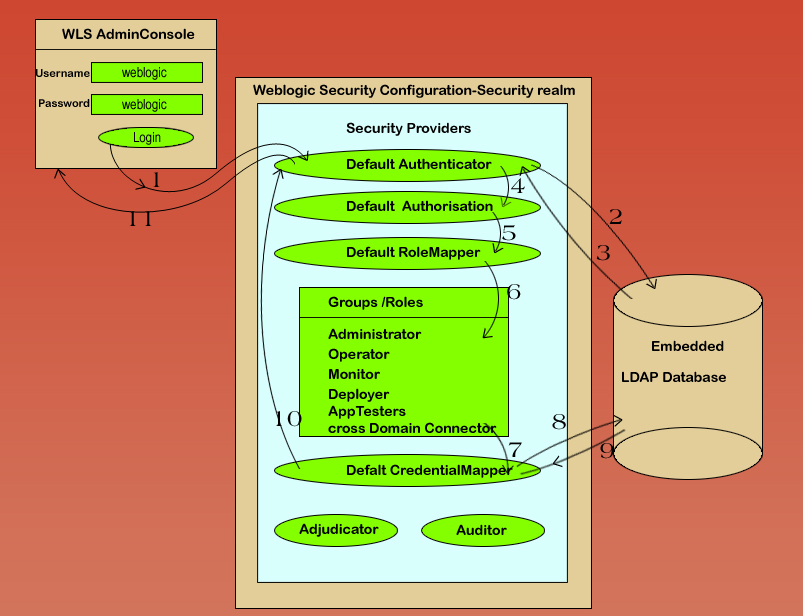 WLS AdminConsole
Username
weblogic
Password
weblogic
Login
1
11
Weblogic Security Configuration-Security realm
Security Providers
Default Authenticator
4
Default Authorisation
5
Default RoleMapper
6
Groups /Roles
Administrator
Operator
Monitor
Deployer
AppTesters
cross Domain Connector
10
7
Defalt CredentialMapper
Adjudicator
Auditor
2
3
8
9
Embedded
LDAP Database